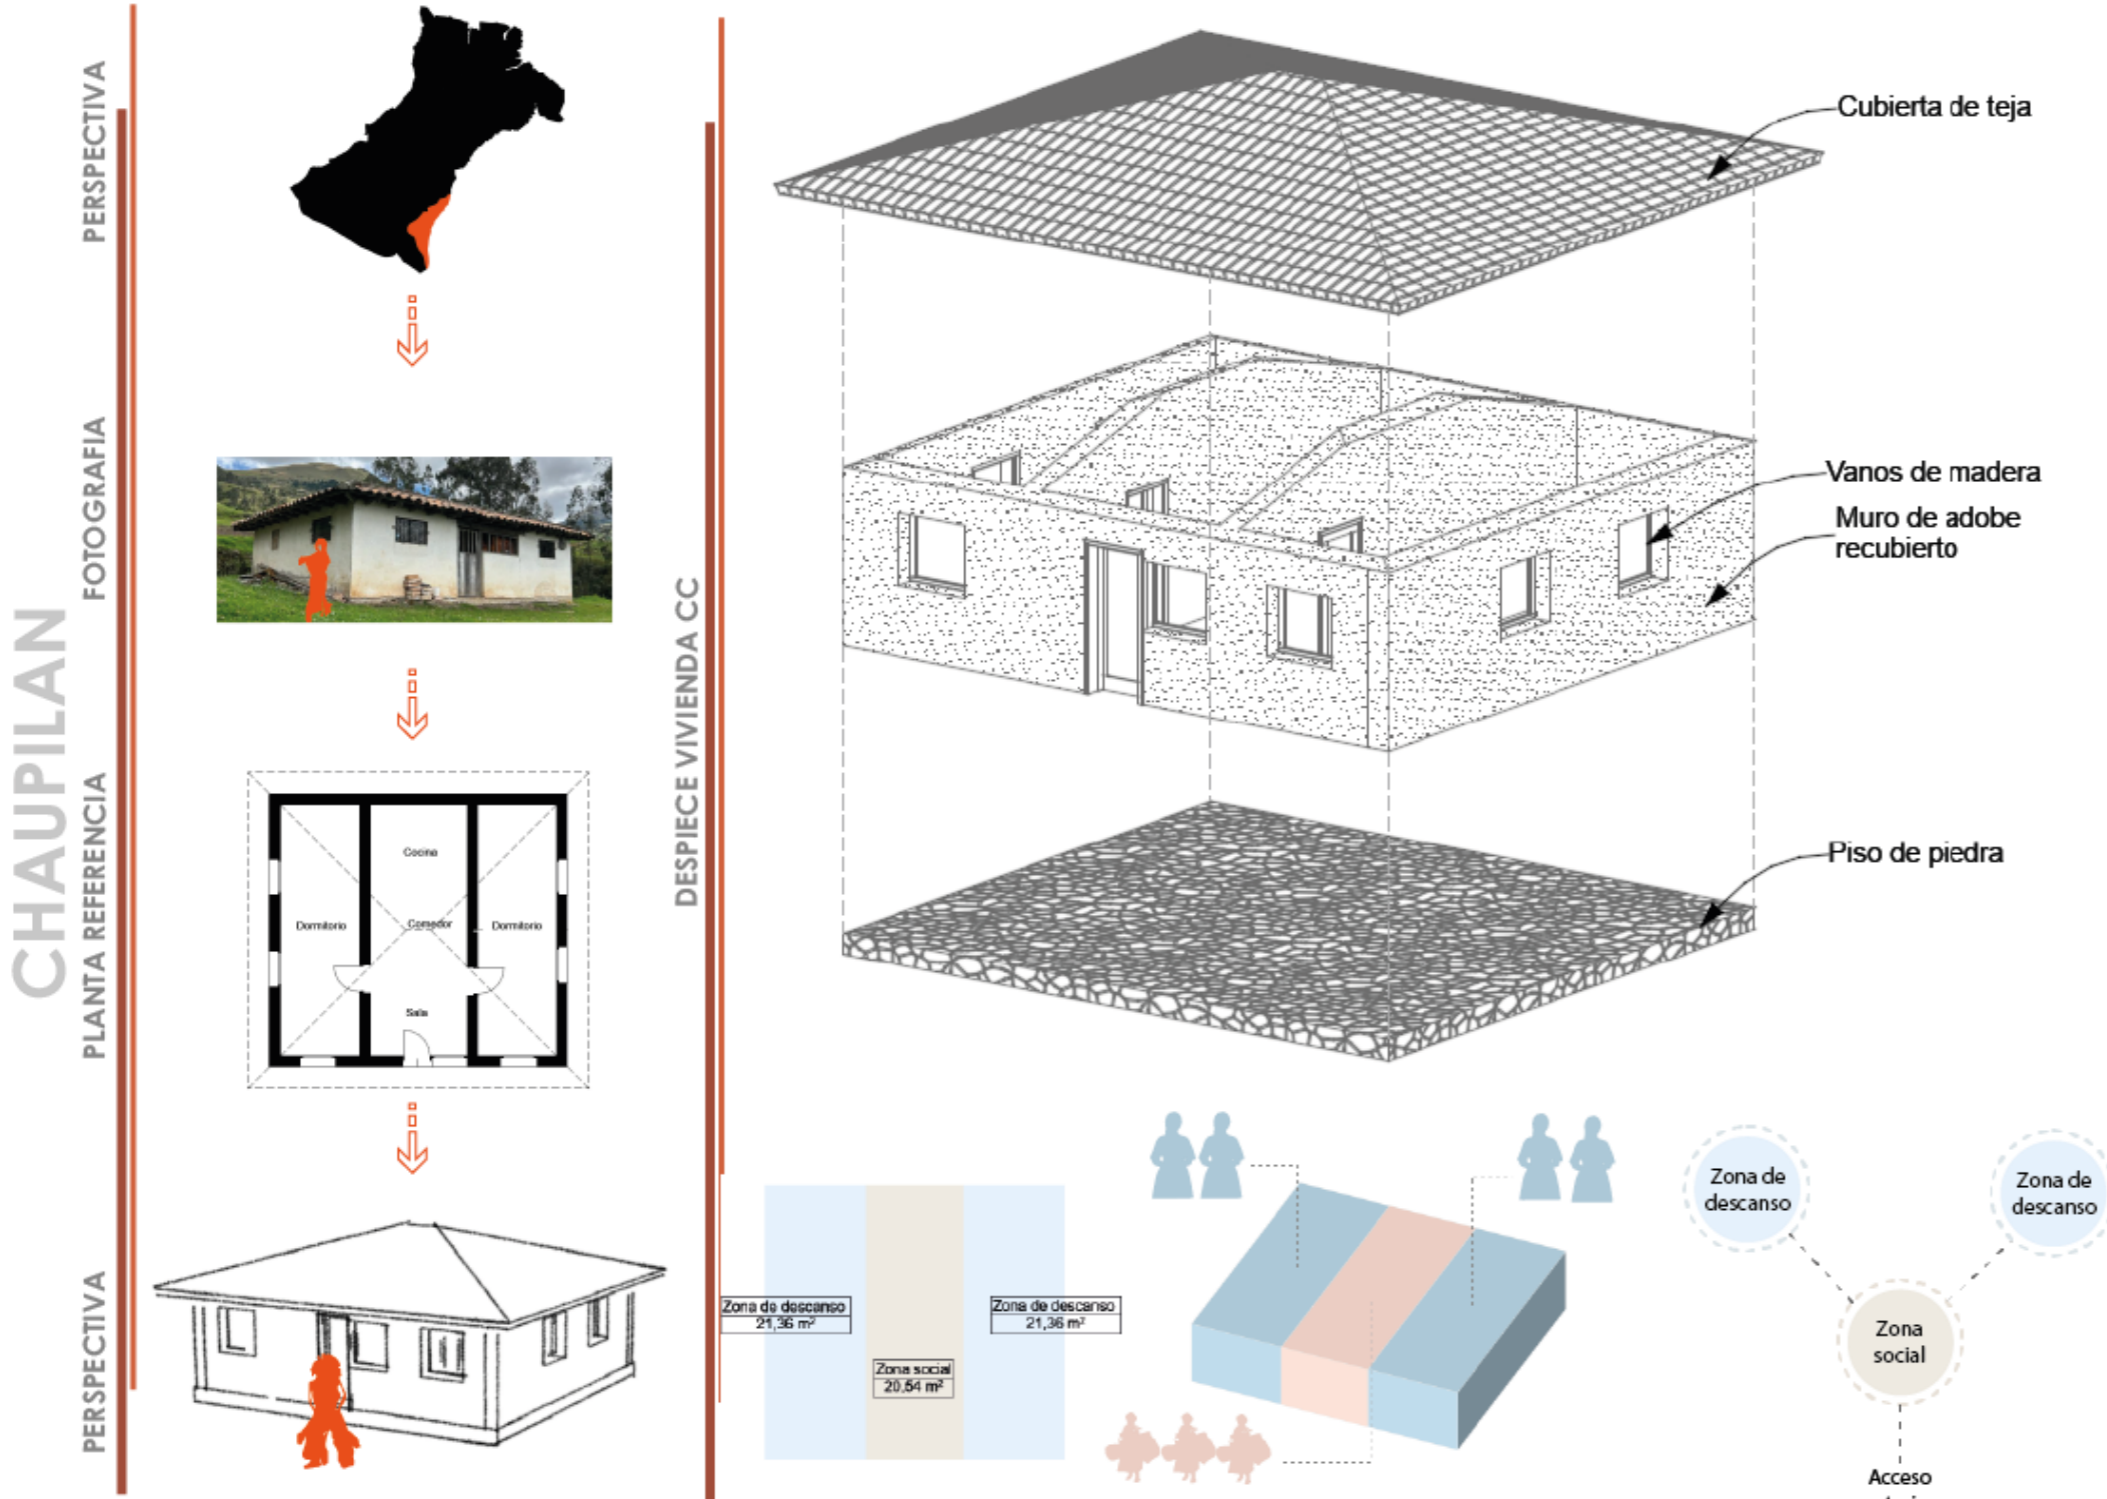 CHAUPILAN
PERSPECTIVA
FOTOGRAFIA
PLANTA REFERENCIA
PERSPECTIVA
Cocina
Dormitorio
Comedor
Dormitorio
Sala
DESPIECE VIVIENDA CC
Cubierta de teja
Vanos de madera
Muro de adobe
recubierto
Piso de piedra
Zona de descanso
21,36 m²
Zona social
20,54 m²
Zona de descanso
21,36 m²
Zona de
descanso
Zona de
descanso
Zona
social
Acceso